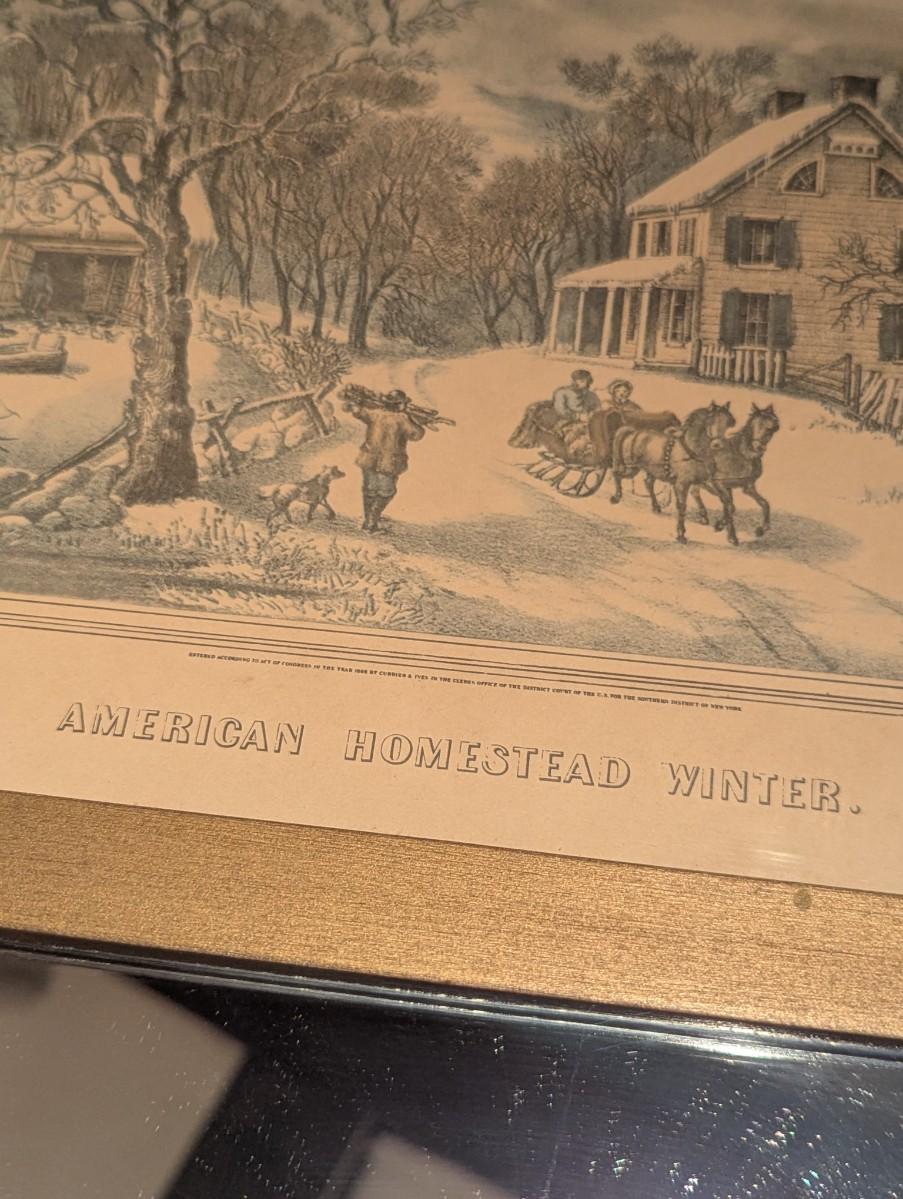 ENTERED ACCORDING TO ACT OF CONGRESS IN THE YEAR 1868 BY CURRIER & IVES IN THE CLERKS OFFICE OF THE DISTRICT COURT OF THE U.S. FOR THE SOUTHERN DISTRICT OF NEW YORK
AMERICAN HOMESTEAD WINTER.